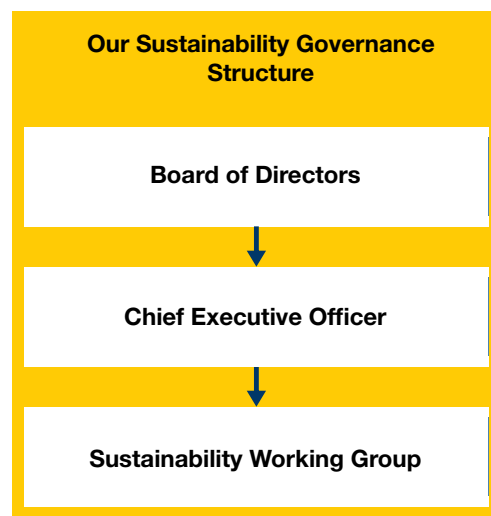 Our Sustainability Governance
Structure
Board of Directors
Chief Executive Officer
Sustainability Working Group